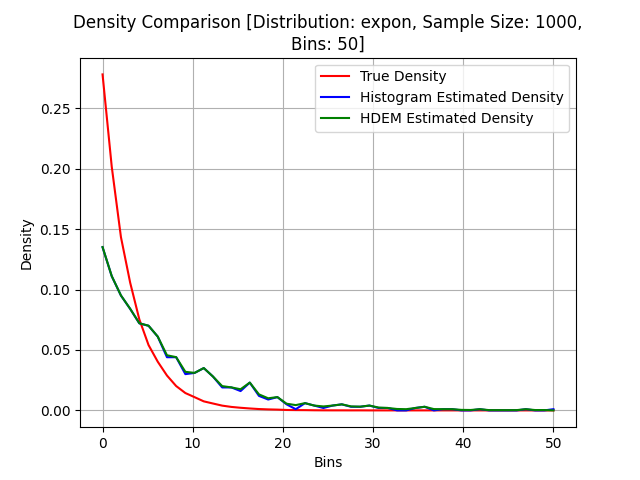 Density Comparison [Distribution: expon, Sample Size: 1000,
Bins: 50]
True Density
Histogram Estimated Density
HDEM Estimated Density
Density
0.25
0.20
0.15
0.10
0.05
0.00
0 10 20 30 40 50
Bins